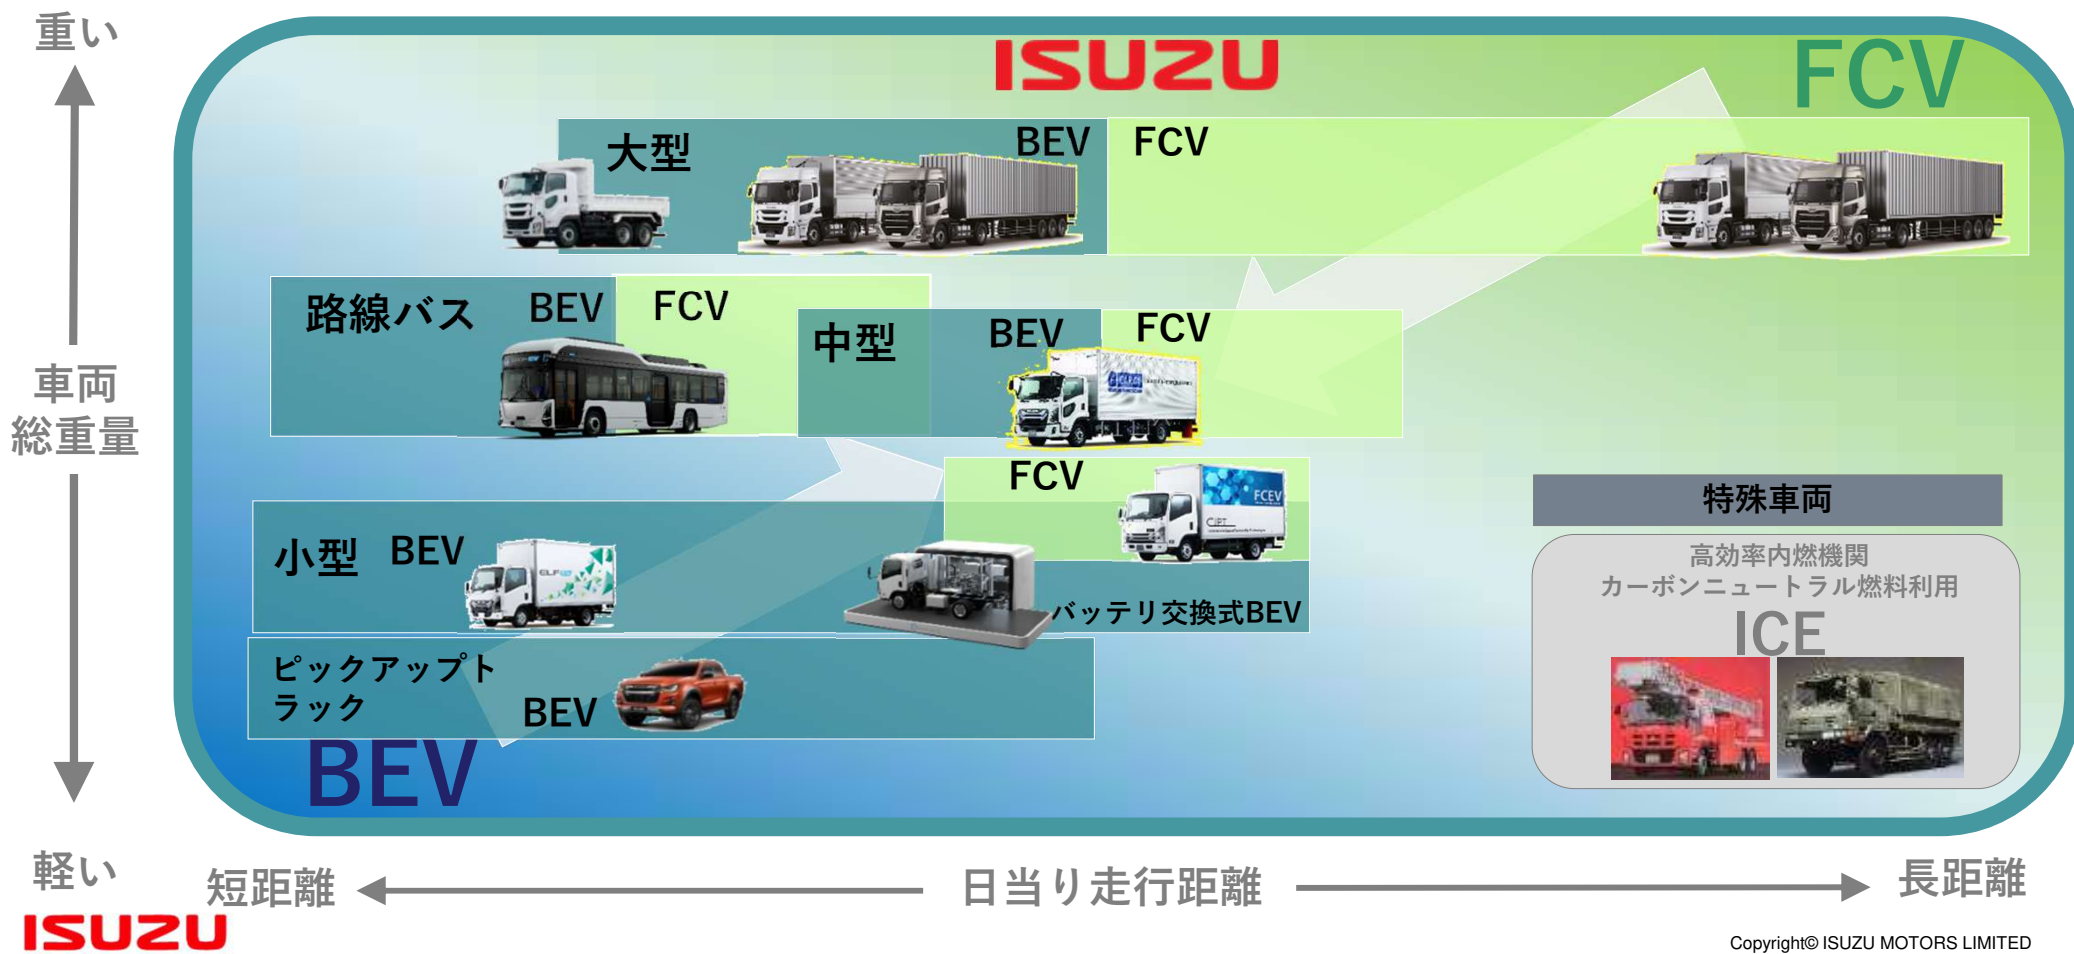 重い
ISUZU
FCV
大型
BEV
FCV
路線バス
BEV
FCV
中型
BEV
FCV
車両
総重量
FCV
FCEV
CJPT
小型
BEV
ELF
バッテリ交換式BEV
特殊車両
高効率内燃機関
カーボンニュートラル燃料利用
ICE
ピックアップト
ラック
BEV
BEV
軽い
短距離
日当り走行距離
長距離
ISUZU
Copyright© ISUZU MOTORS LIMITED